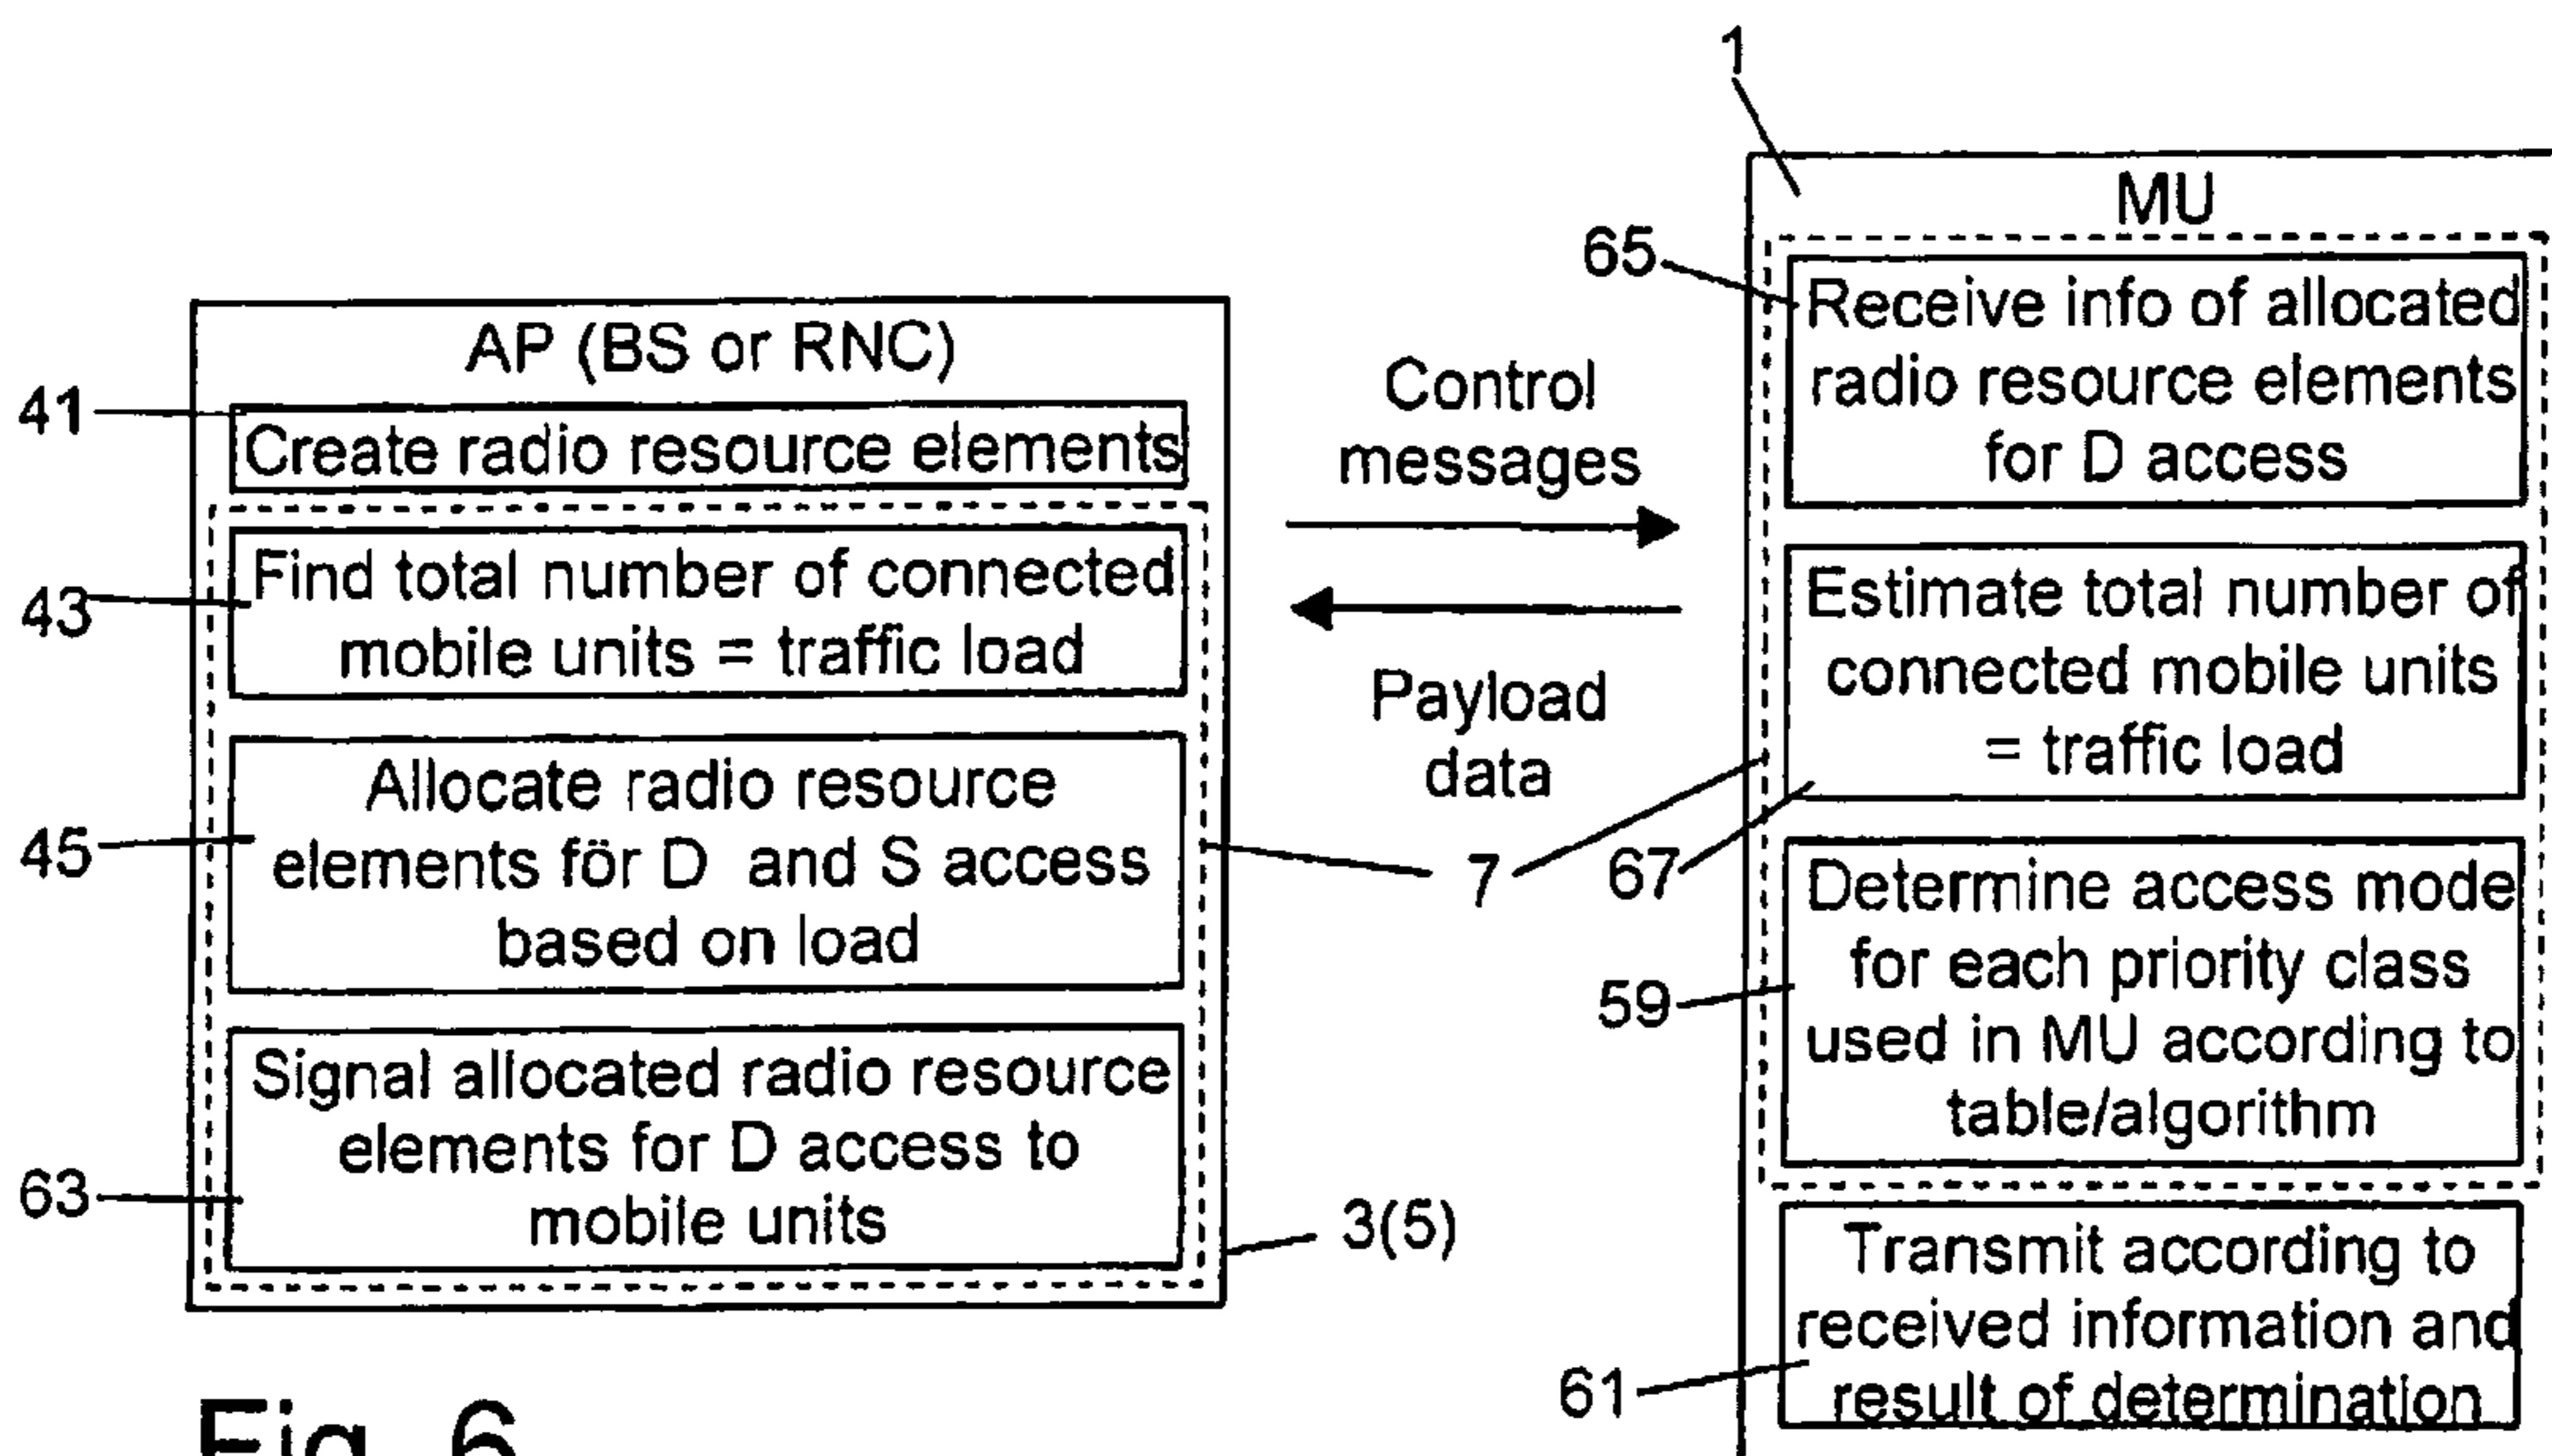 1
MU
65
Receive info of allocated
radio resource elements
for D access
AP (BS or RNC)
41
Create radio resource elements
Control
messages
43
Find total number of connected
mobile units = traffic load
Estimate total number of
connected mobile units
= traffic load
Payload
data
45
Allocate radio resource
elements för D and S access
based on load
7
67
Determine access mode
for each priority class
used in MU according to
table/algorithm
59
63
Signal allocated radio resource
elements for D access to
mobile units
3(5)
Transmit according to
received information and
result of determination
61
Fig. 6